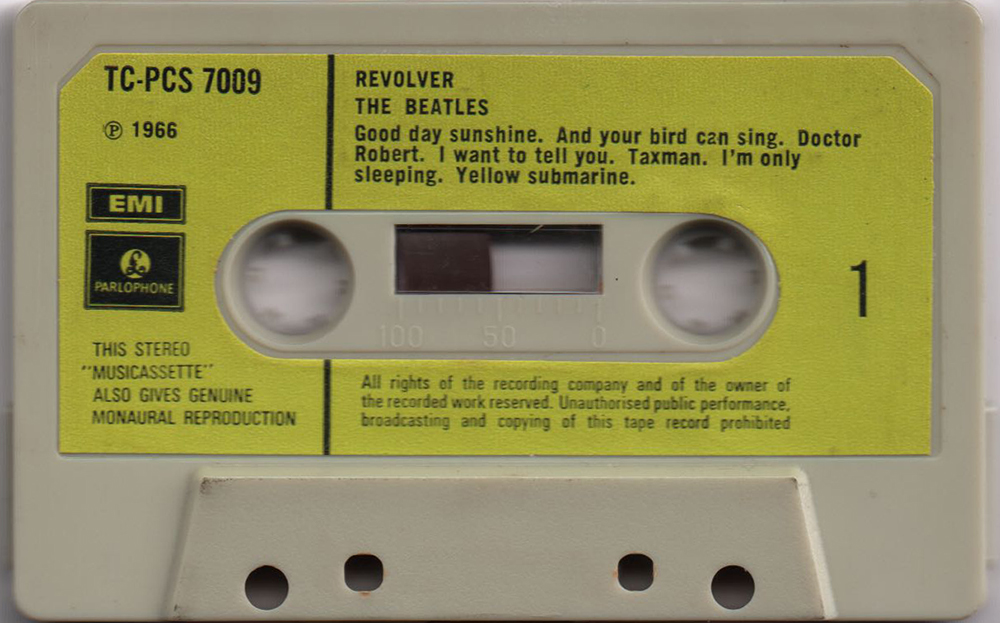 TC-PCS 7009
℗ 1966
EMI
PARLOPHONE
THIS STEREO
"MUSICASSETTE"
ALSO GIVES GENUINE
MONAURAL REPRODUCTION
REVOLVER
THE BEATLES
Good day sunshine. And your bird can sing. Doctor
Robert. I want to tell you. Taxman. I'm only
sleeping. Yellow submarine.
100 50 0
1
All rights of the recording company and of the owner of
the recorded work reserved. Unauthorised public performance,
broadcasting and copying of this tape record prohibited